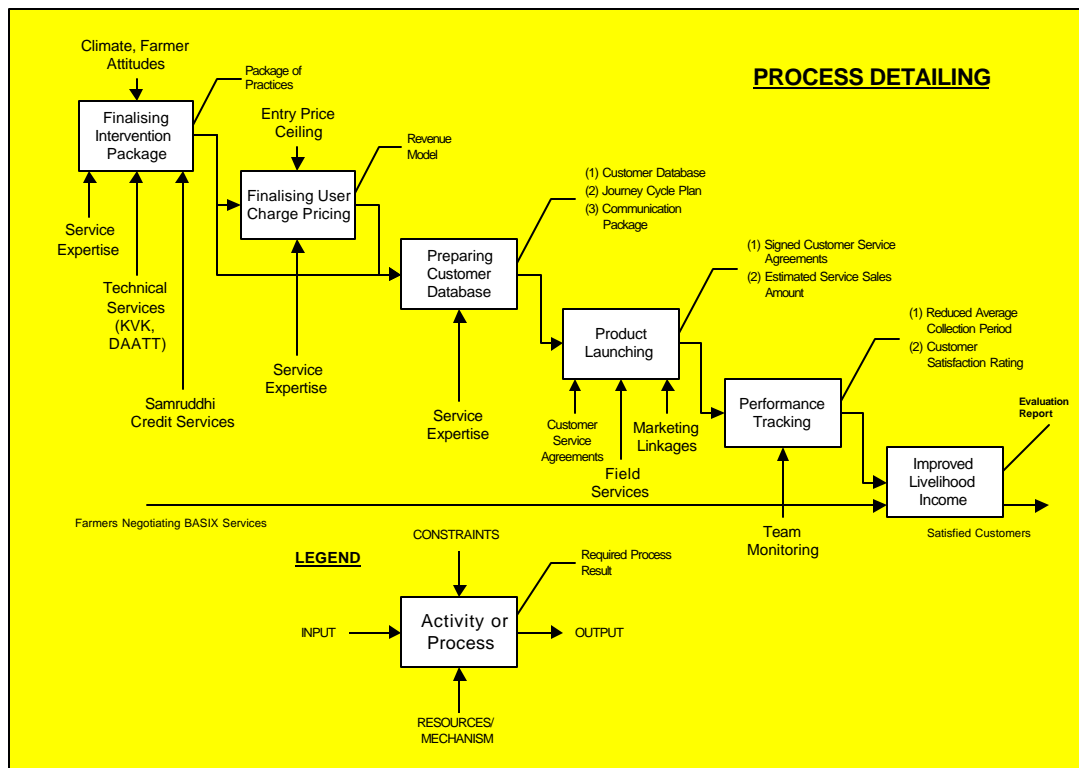 PROCESS DETAILING
Climate, Farmer
Attitudes
Package of
Practices
Finalising
Intervention
Package
Entry Price
Ceiling
Revenue
Model
Finalising User
Charge Pricing
(1) Customer Database
(2) Journey Cycle Plan
(3) Communication
Package
Service
Expertise
Technical
Services
(KVK,
DAATT)
Samruddhi
Credit Services
Service
Expertise
Preparing
Customer
Database
(1) Signed Customer Service
Agreements
(2) Estimated Service Sales
Amount
Service
Expertise
Product
Launching
(1) Reduced Average
Collection Period
(2) Customer
Satisfaction Rating
Customer
Service
Agreements
Field
Services
Marketing
Linkages
Performance
Tracking
Evaluation
Report
Team
Monitoring
Improved
Livelihood
Income
Farmers Negotiating BASIX Services
Satisfied Customers
LEGEND
CONSTRAINTS
Required Process
Result
INPUT
Activity or
Process
OUTPUT
RESOURCES/
MECHANISM